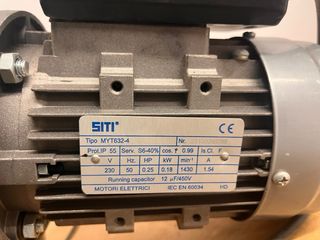 SITI CE
Tipo MYT632-4 Nr.
Prot.IP 55 Serv. S6-40% cos. φ 0.99 Is.Cl. F
V Hz. HP kW min⁻¹ A
230 50 0.25 0.18 1430 1.54
Running capacitor 12 µF/450V
MOTORI ELETTRICI IEC EN 60034 HD